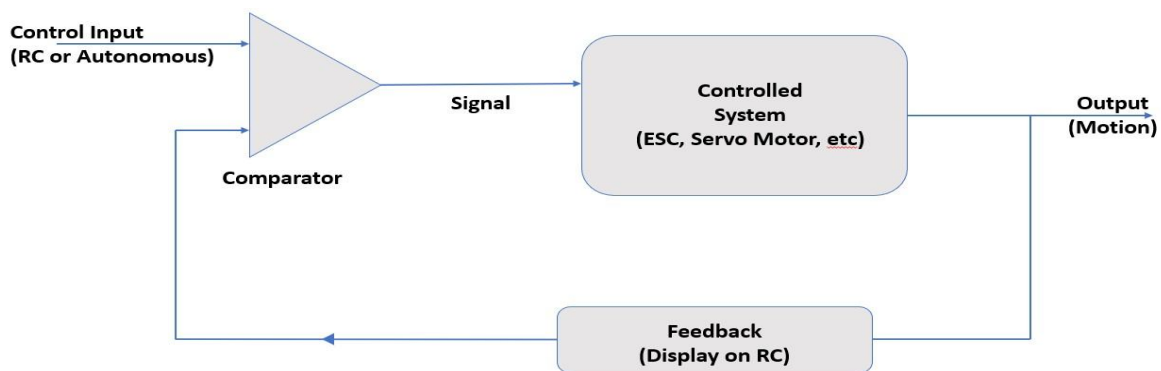 Control Input
(RC or Autonomous)
Signal
Comparator
Controlled
System
(ESC, Servo Motor, etc)
Output
(Motion)
Feedback
(Display on RC)